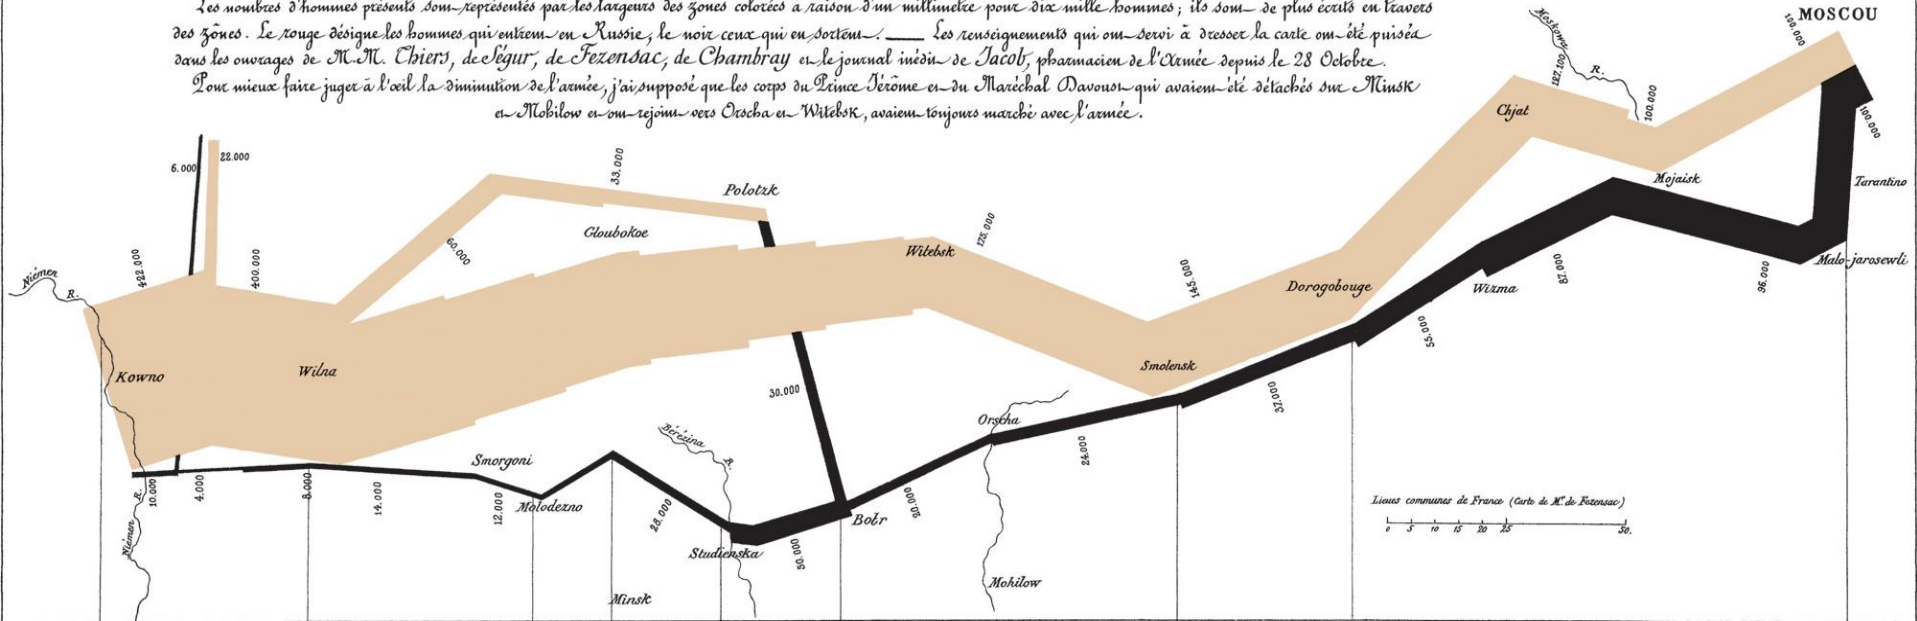 Les nombres d'hommes présents sont représentés par les largeurs des zones colorées à raison d'un millimètre pour dix mille hommes; ils sont de plus écrits en travers
des zônes. Le rouge désigne les hommes qui entrent en Russie, le noir ceux qui en sortent. — Les renseignements qui ont servi à dresser la carte ont été puisés
dans les ouvrages de M.M. Thiers, de Ségur, de Fezensac, de Chambray et le journal inédit de Jacob, pharmacien de l'Armée depuis le 28 Octobre.
Pour mieux faire juger à l'œil la diminution de l'armée, j'ai supposé que les corps du Prince Jérôme et du Maréchal Davoust qui avaient été détachés sur Minsk
et Mohilow et ont rejoint vers Orscha et Witebsk, avaient toujours marché avec l'armée.
MOSCOU
100.000
Moskowa
R.
127.100
100.000
Chjat
100.000
Mojaisk
Tarantino
Malo-jarosewli
6.000
22.000
33.000
Polotzk
Gloubokoe
60.000
Witebsk
175.000
422.000
400.000
Niémen
R.
145.000
Dorogobouge
Wizma
87.000
96.000
55.000
Kowno
Wilna
Smolensk
30.000
37.000
Orscha
24.000
Bérézina
R.
Smorgoni
Molodezno
10.000
4.000
8.000
14.000
12.000
28.000
Studienska
50.000
Bobr
20.000
R.
Niémen
Minsk
Mohilow
Lieues communes de France (Carte de Mr. de Fezensac)
0 5 10 15 20 25 50.